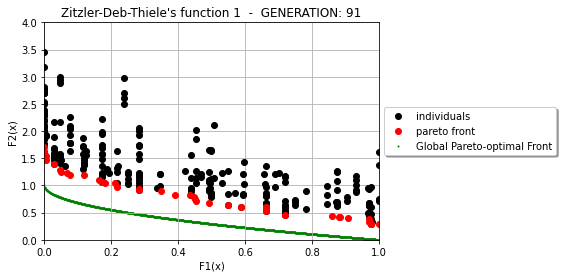 Zitzler-Deb-Thiele's function 1 - GENERATION: 91
4.0
3.5
3.0
2.5
2.0
1.5
1.0
0.5
0.0
F2(x)
0.0 0.2 0.4 0.6 0.8 1.0
F1(x)
individuals
pareto front
Global Pareto-optimal Front